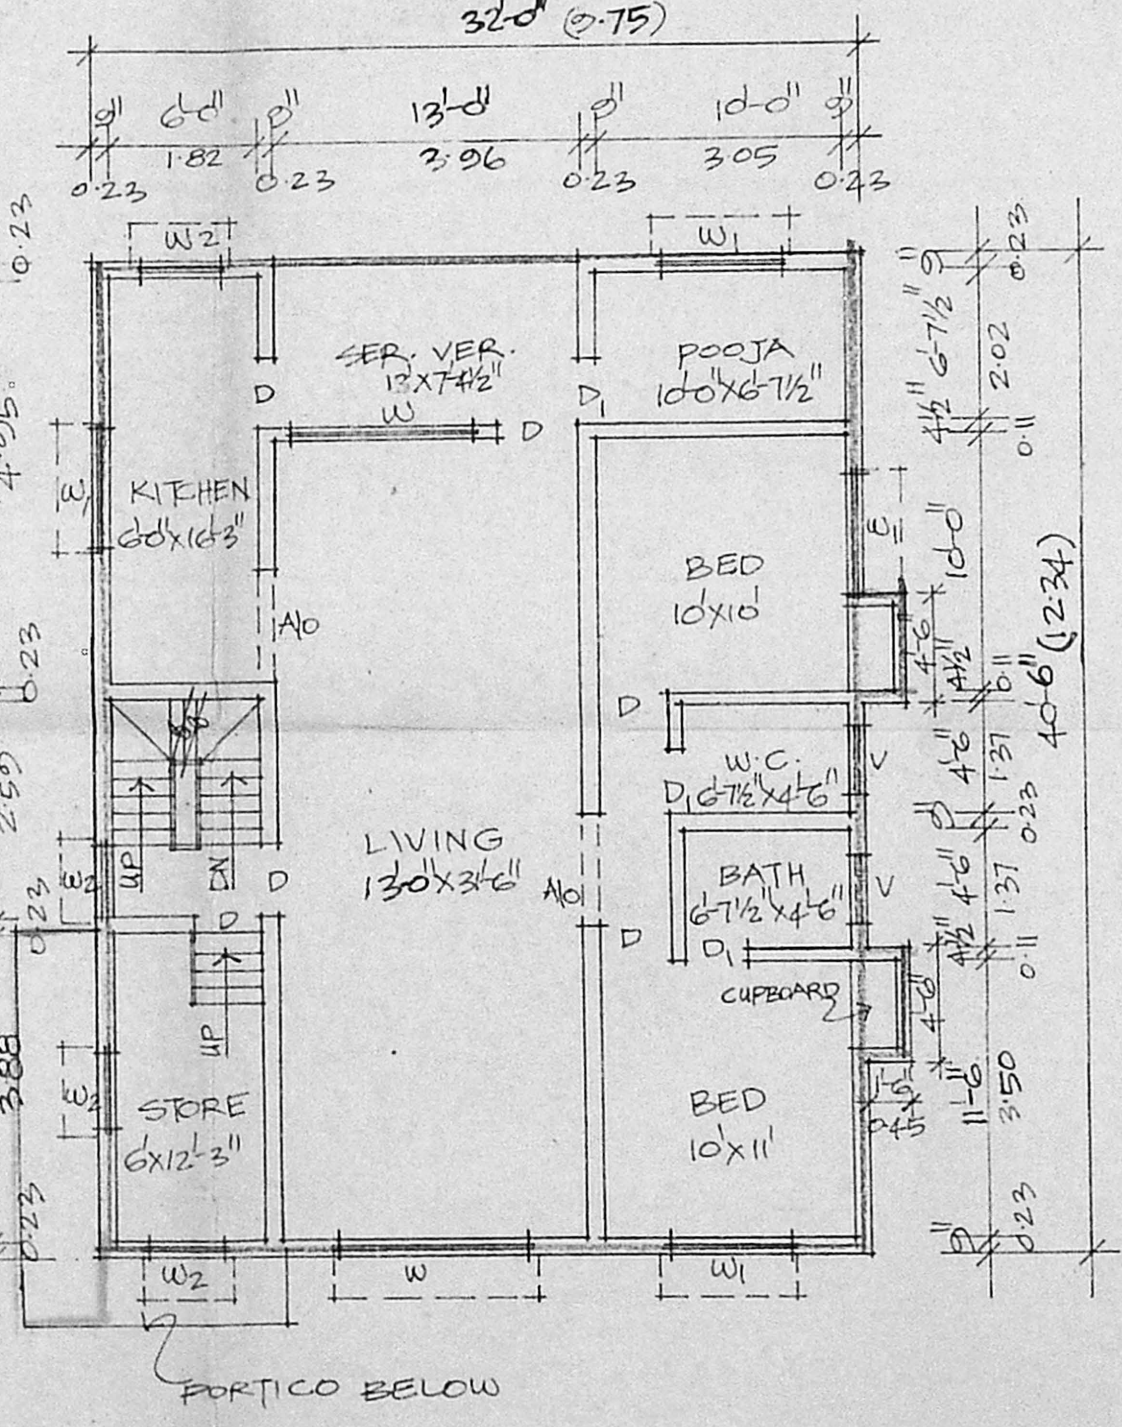 32'-0" (9.75)
9" 6'-0" 9" 13'-0" 9" 10'-0" 9"
0.23 1.82 0.23 3.96 0.23 3.05 0.23
W2
W1
SER. VER.
13'X7'-4½"
W
D
D
D1
POOJA
10'-0"X6'-7½"
KITCHEN
6'-0"X16'-3"
W1
A/O
BED
10'X10'
D
W.C.
6'-7½"X4'-6"
D1
V
BATH
6'-7½"X4'-6"
V
D1
D
A/O
LIVING
13'-0"X31'-6"
UP
DN
D
W2
D
UP
STORE
6'X12'-3"
W2
CUPBOARD
BED
10'X11'
W2
W
W1
PORTICO BELOW
0.23
0.23
2.59
0.23
3.88
0.23
9" 0.23
6'-7½" 2.02
4½" 0.11
10'-0"
4'-6"
4½" 0.11
4'-6" 1.37
9" 0.23
4'-6" 1.37
4½" 0.11
4'-6"
1'-6"
0.45
11'-6" 3.50
9" 0.23
40'-6" (12.34)